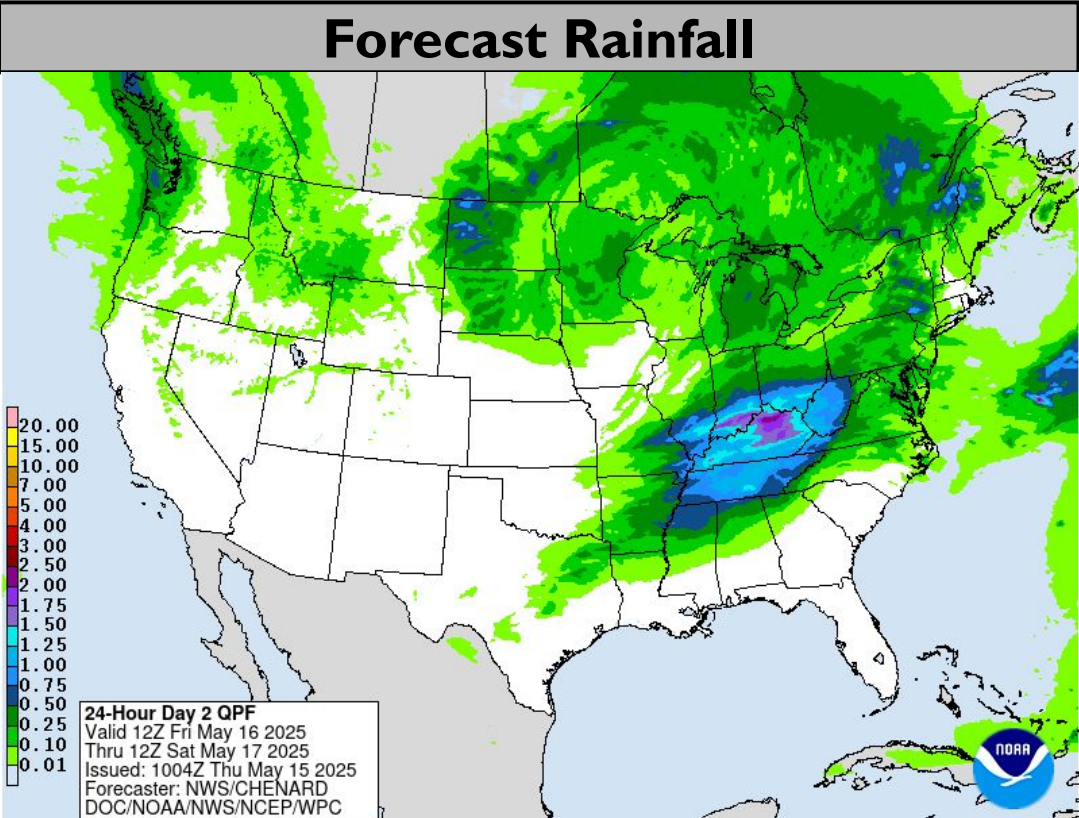 Forecast Rainfall
20.00
15.00
10.00
7.00
5.00
4.00
3.00
2.50
2.00
1.75
1.50
1.25
1.00
0.75
0.50
0.25
0.10
0.01
24-Hour Day 2 QPF
Valid 12Z Fri May 16 2025
Thru 12Z Sat May 17 2025
Issued: 1004Z Thu May 15 2025
Forecaster: NWS/CHENARD
DOC/NOAA/NWS/NCEP/WPC
NOAA